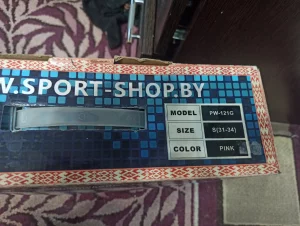 W.SPORT-SHOP.BY
MODEL PW-121G
SIZE S(31-34)
COLOR PINK